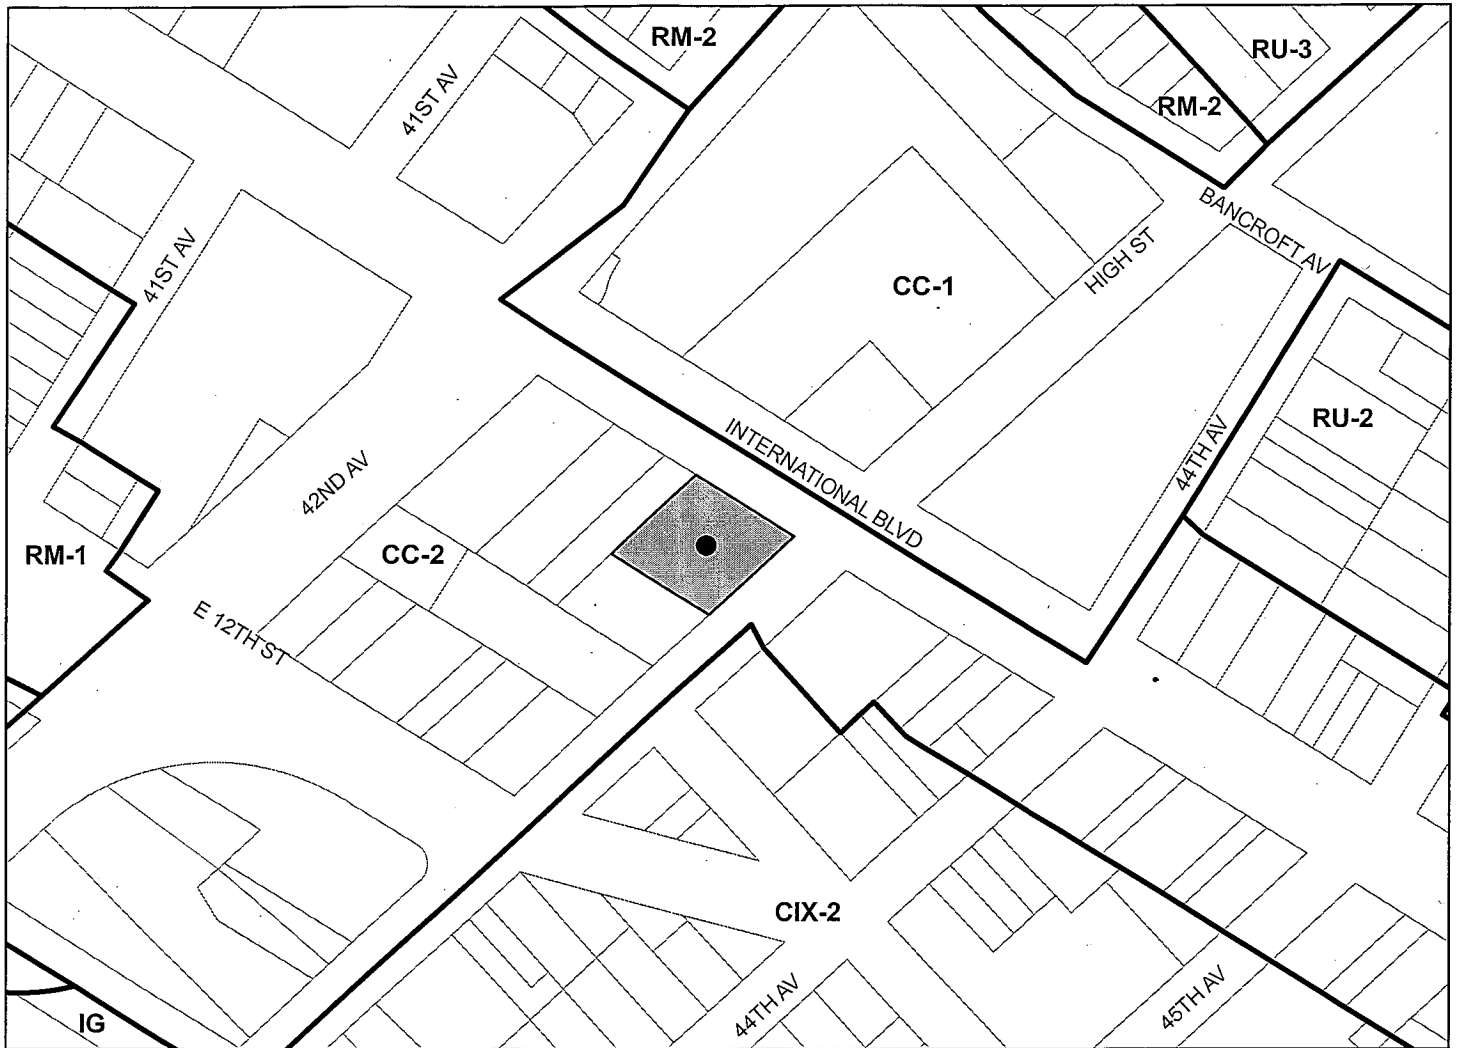 RM-2
RU-3
41ST AV
RM-2
BANCROFT AV
41ST AV
HIGH ST
CC-1
RU-2
INTERNATIONAL BLVD
44TH AV
42ND AV
RM-1
CC-2
E 12TH ST
CIX-2
44TH AV
45TH AV
IG